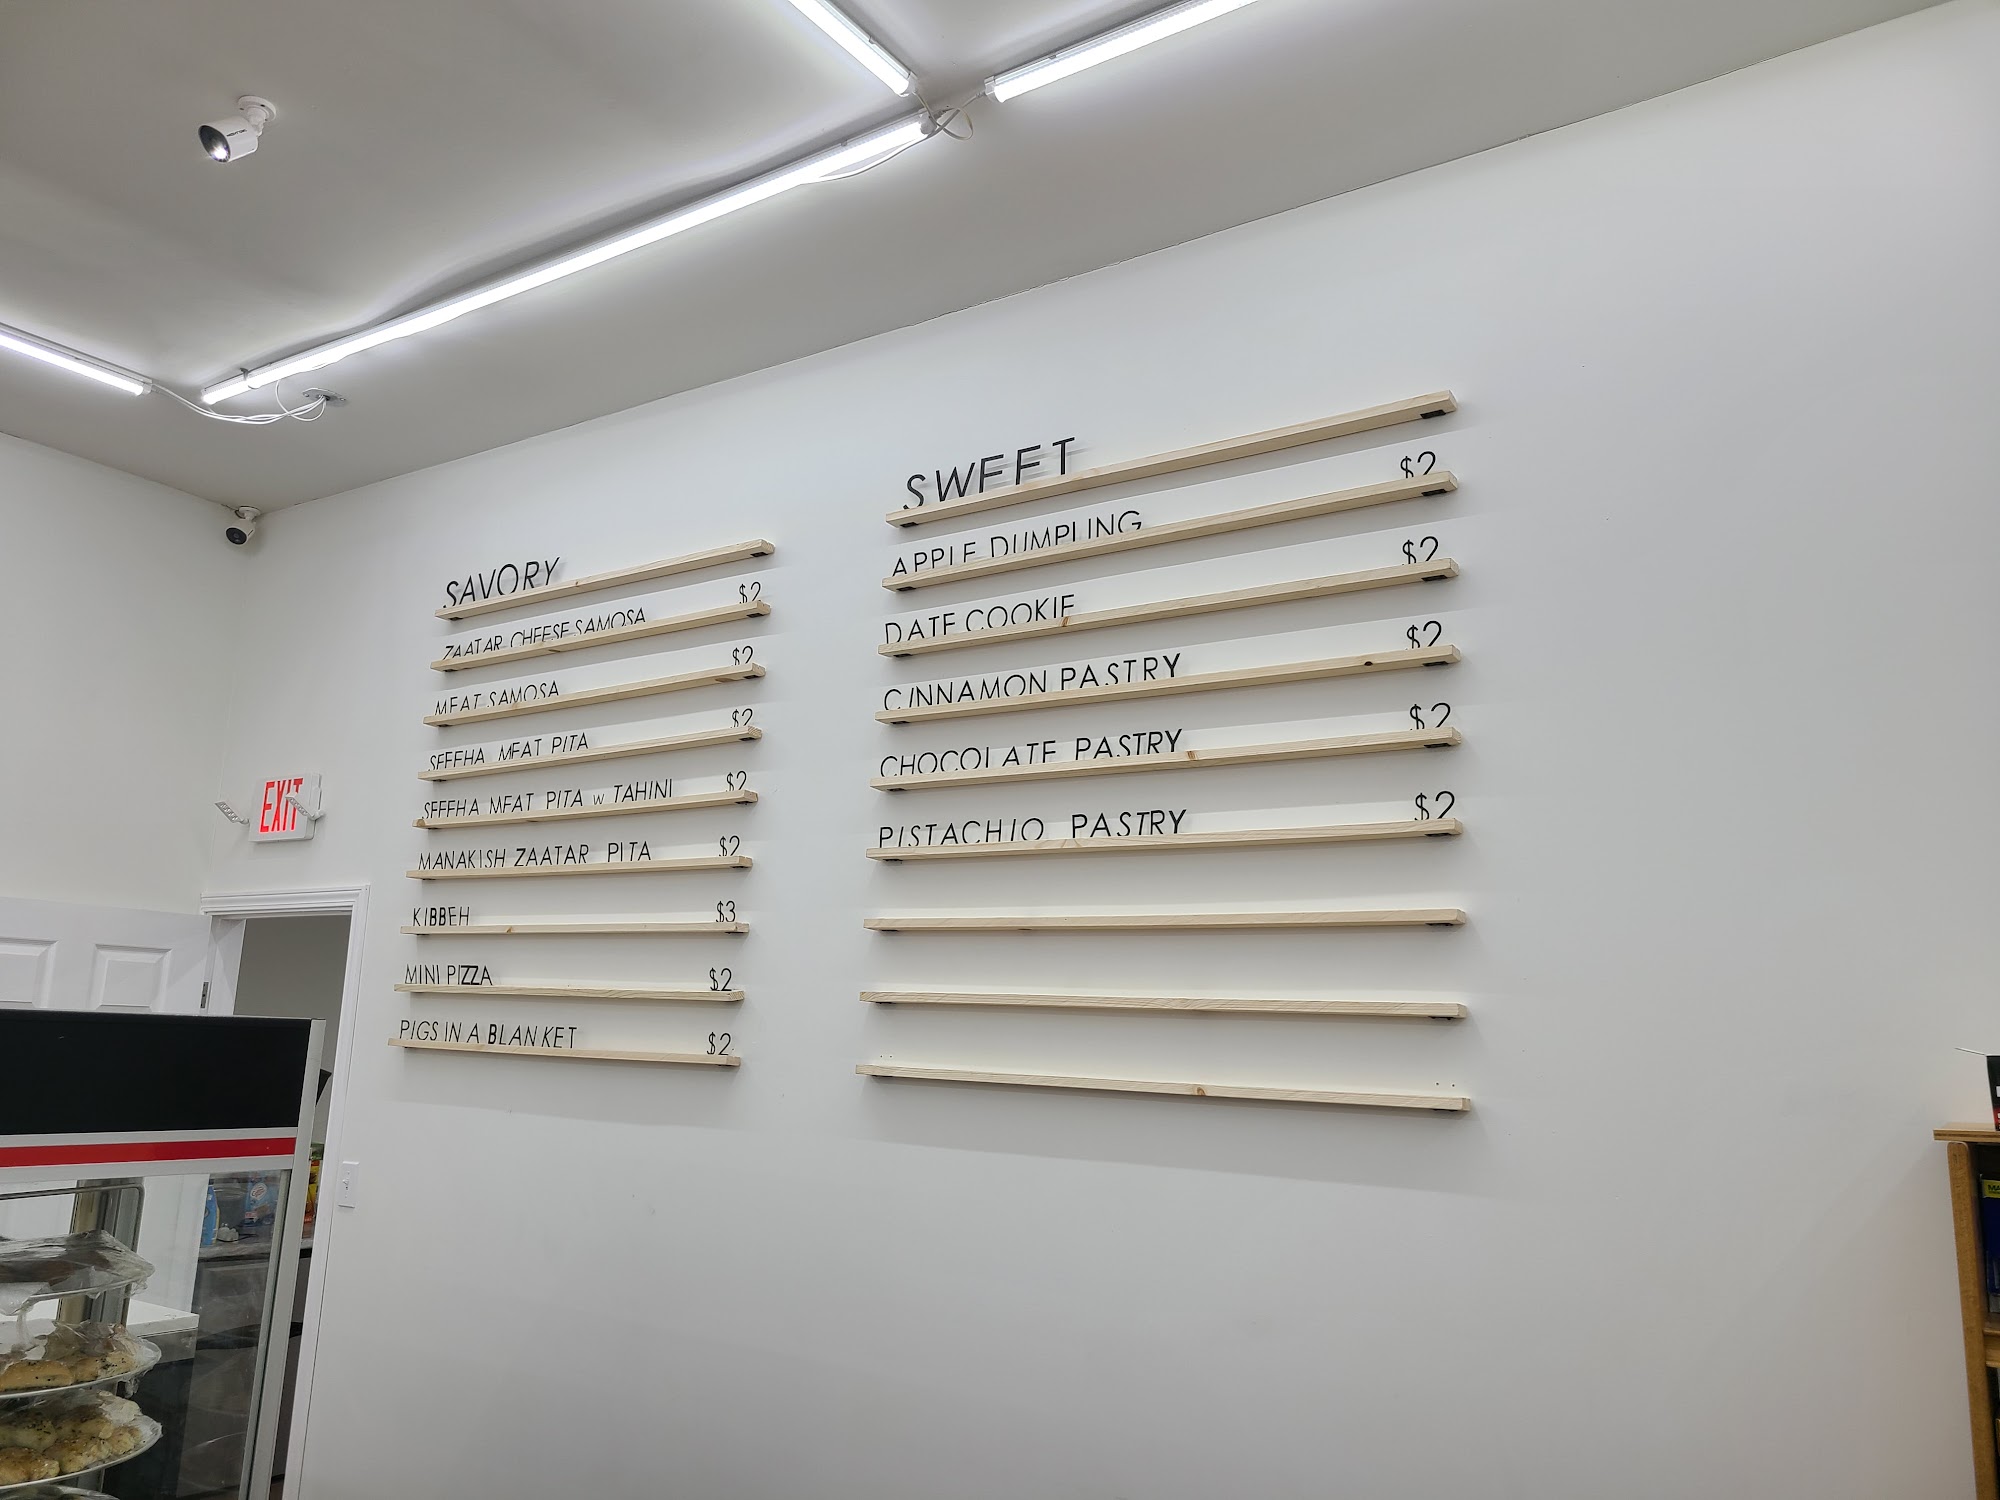 SAVORY
ZAATAR CHEESE SAMOSA $2
MEAT SAMOSA $2
SFEEHA MEAT PITA $2
SFEEHA MEAT PITA w TAHINI $2
MANAKISH ZAATAR PITA $2
KIBBEH $3
MINI PIZZA $2
PIGS IN A BLANKET $2
SWEET
APPLE DUMPLING $2
DATE COOKIE $2
CINNAMON PASTRY $2
CHOCOLATE PASTRY $2
PISTACHIO PASTRY $2
EXIT